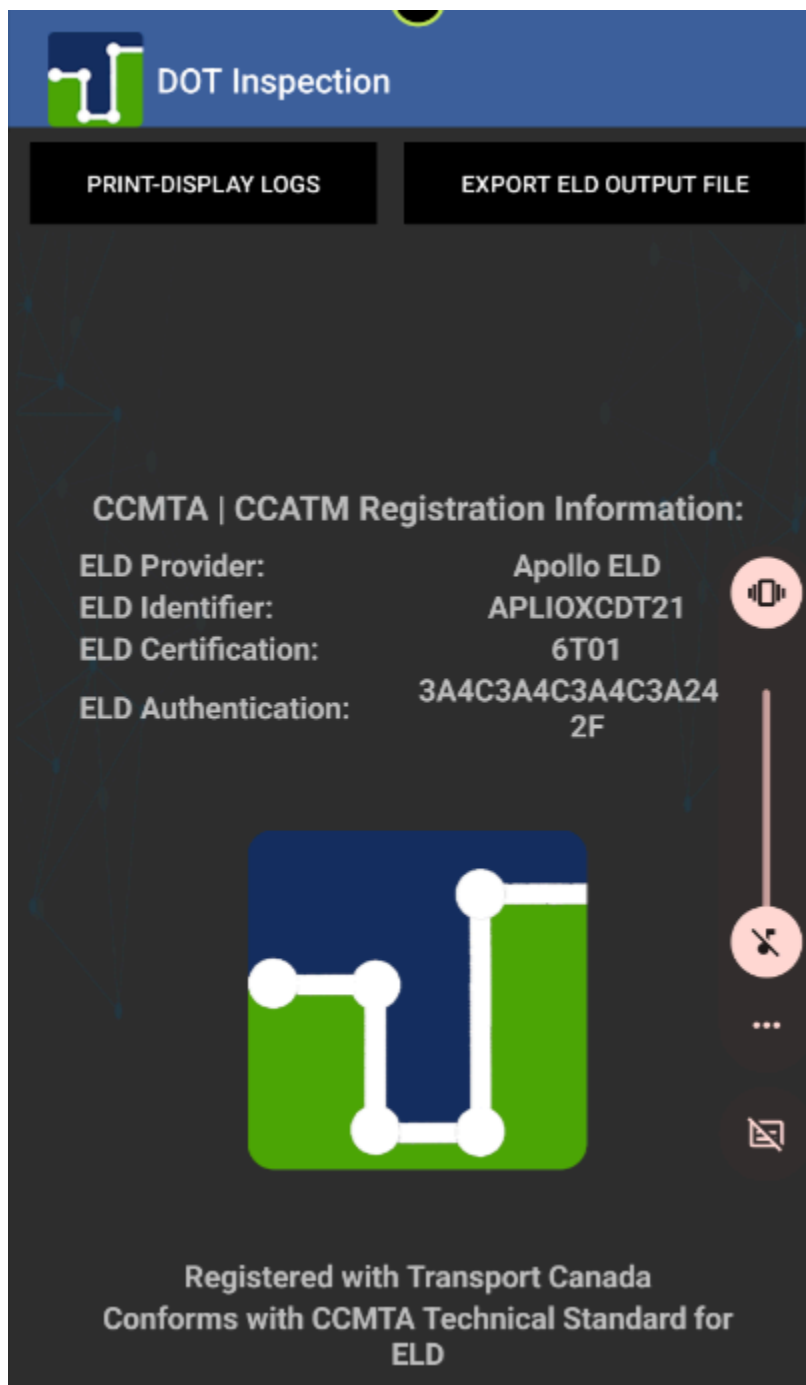 DOT Inspection
PRINT-DISPLAY LOGS
EXPORT ELD OUTPUT FILE
CCMTA | CCATM Registration Information:
ELD Provider: Apollo ELD
ELD Identifier: APLIOXCDT21
ELD Certification: 6T01
ELD Authentication: 3A4C3A4C3A4C3A24
2F
Registered with Transport Canada
Conforms with CCMTA Technical Standard for
ELD